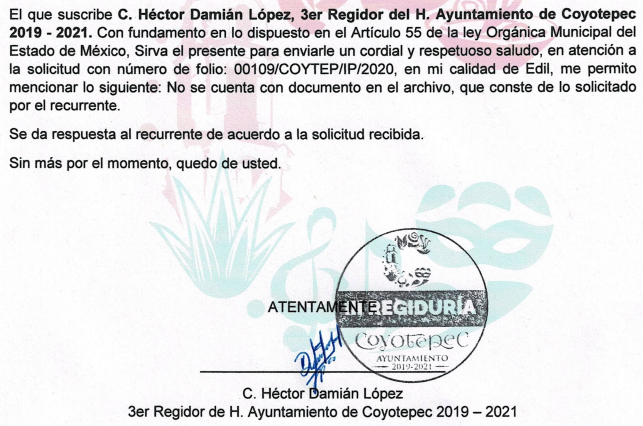 El que suscribe C. Héctor Damián López, 3er Regidor del H. Ayuntamiento de Coyotepec
2019 - 2021. Con fundamento en lo dispuesto en el Artículo 55 de la ley Orgánica Municipal del
Estado de México, Sirva el presente para enviarle un cordial y respetuoso saludo, en atención a
la solicitud con número de folio: 00109/COYTEP/IP/2020, en mi calidad de Edil, me permito
mencionar lo siguiente: No se cuenta con documento en el archivo, que conste de lo solicitado
por el recurrente.
Se da respuesta al recurrente de acuerdo a la solicitud recibida.
Sin más por el momento, quedo de usted.
ATENTAMENTE
REGIDURÍA
Coyotepec
AYUNTAMIENTO
2019-2021
C. Héctor Damián López
3er Regidor de H. Ayuntamiento de Coyotepec 2019 – 2021